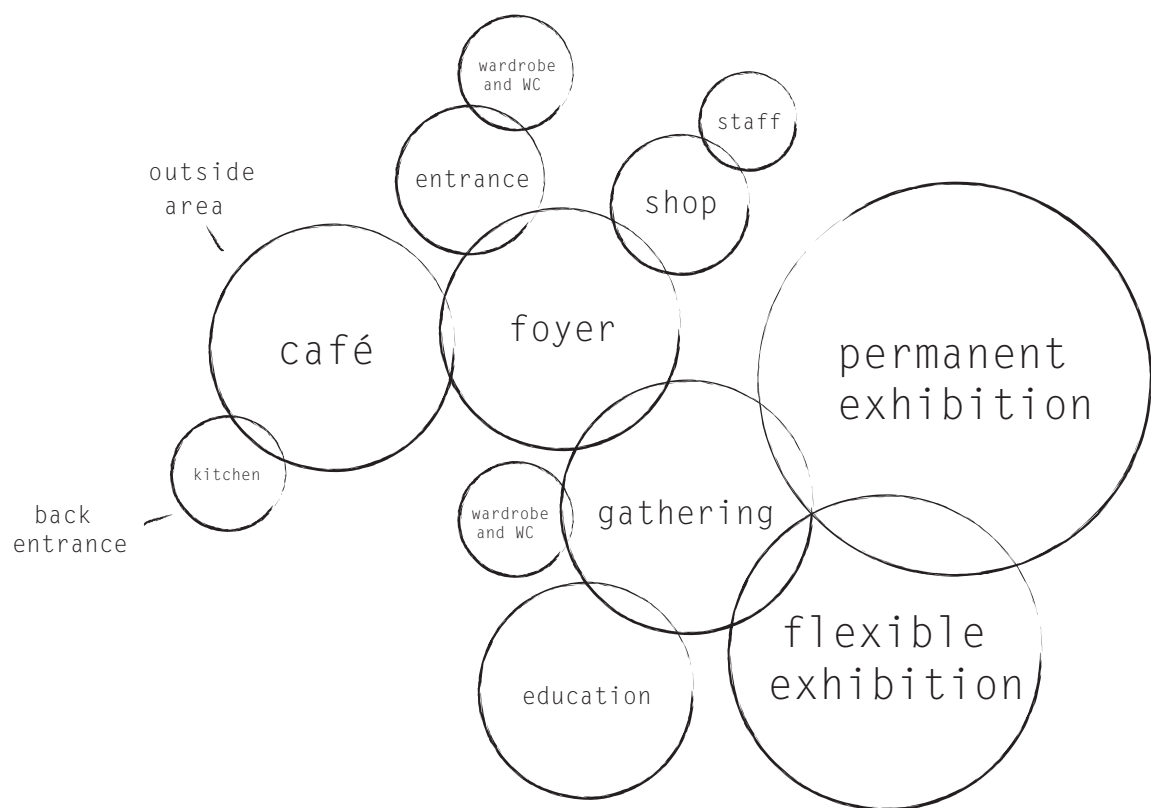 wardrobe
and WC
staff
outside
area
entrance
shop
café
foyer
permanent
exhibition
kitchen
back
entrance
wardrobe
and WC
gathering
flexible
exhibition
education